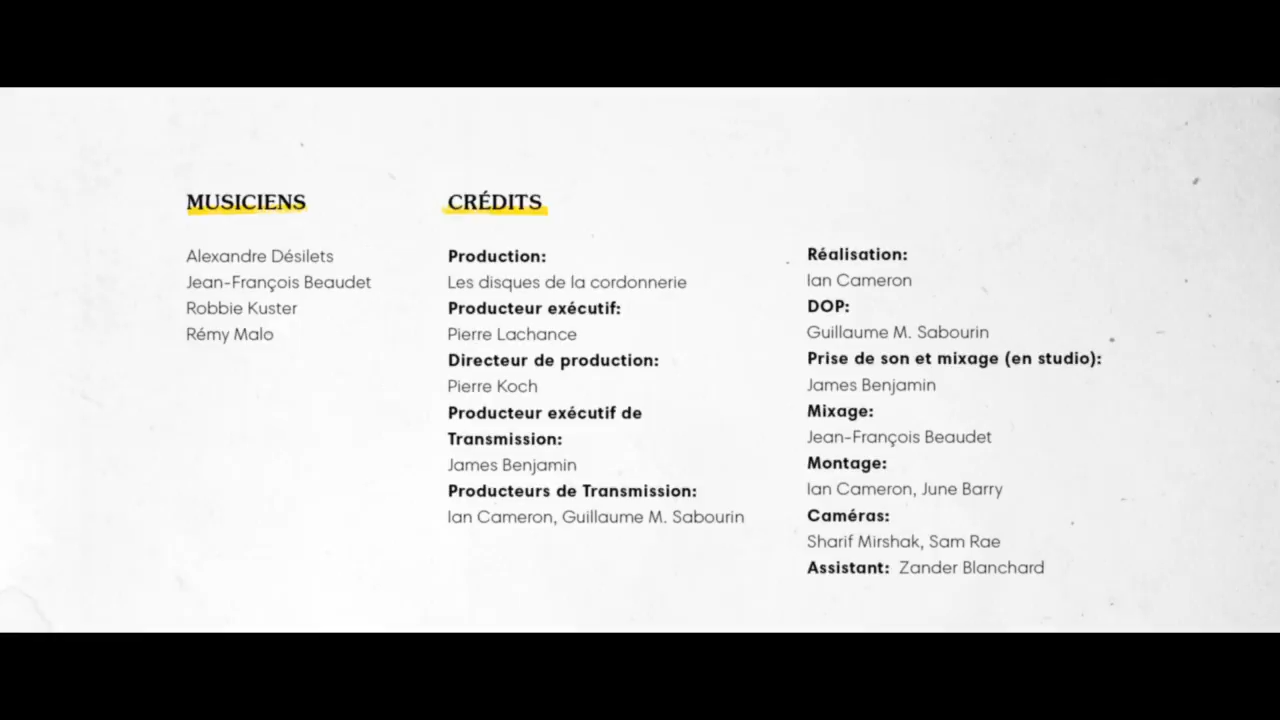 MUSICIENS
Alexandre Désilets
Jean-François Beaudet
Robbie Kuster
Rémy Malo
CRÉDITS
Production:
Les disques de la cordonnerie
Producteur exécutif:
Pierre Lachance
Directeur de production:
Pierre Koch
Producteur exécutif de
Transmission:
James Benjamin
Producteurs de Transmission:
Ian Cameron, Guillaume M. Sabourin
Réalisation:
Ian Cameron
DOP:
Guillaume M. Sabourin
Prise de son et mixage (en studio):
James Benjamin
Mixage:
Jean-François Beaudet
Montage:
Ian Cameron, June Barry
Caméras:
Sharif Mirshak, Sam Rae
Assistant: Zander Blanchard